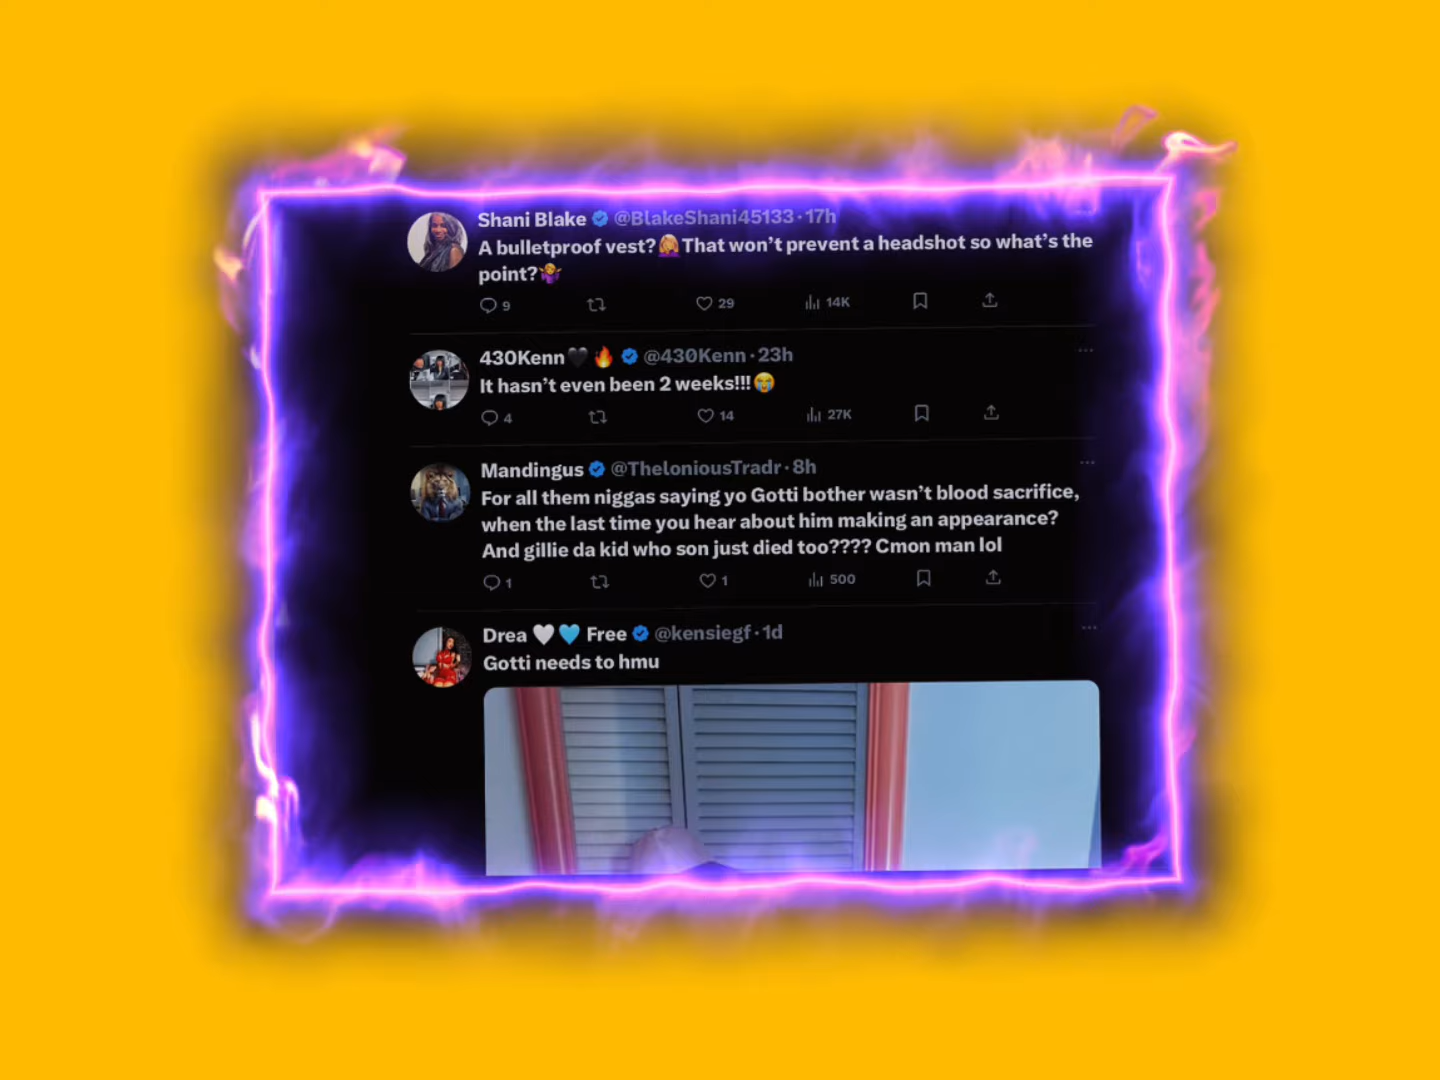 Shani Blake @BlakeShani45133 · 17h
A bulletproof vest?🤦🏼‍♀️That won't prevent a headshot so what's the
point?🤷‍♀️
9 29 14K
430Kenn🖤🔥 @430Kenn · 23h
It hasn't even been 2 weeks!!!😭
4 14 27K
Mandingus @TheloniousTradr · 8h
For all them niggas saying yo Gotti bother wasn't blood sacrifice,
when the last time you hear about him making an appearance?
And gillie da kid who son just died too???? Cmon man lol
1 1 500
Drea 🤍🩵 Free @kensiegf · 1d
Gotti needs to hmu